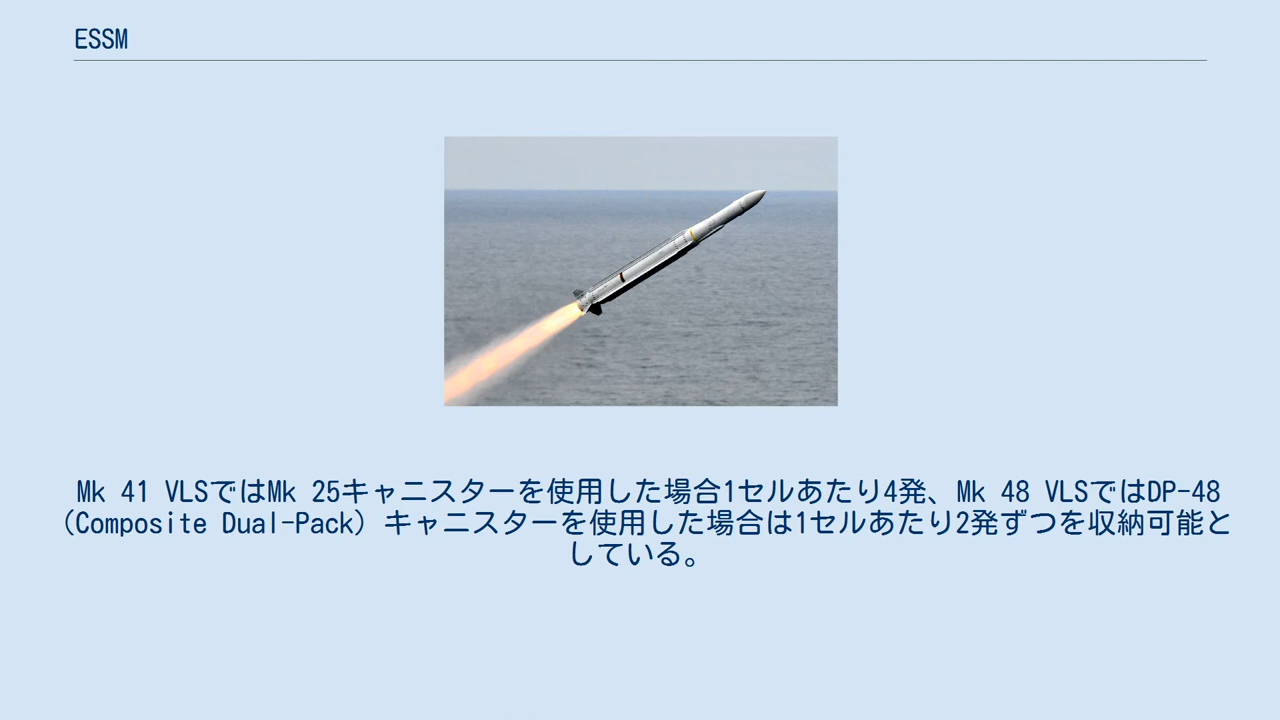 ESSM
Mk 41 VLSではMk 25キャニスターを使用した場合1セルあたり4発、Mk 48 VLSではDP-48
(Composite Dual-Pack) キャニスターを使用した場合は1セルあたり2発ずつを収納可能と
している。